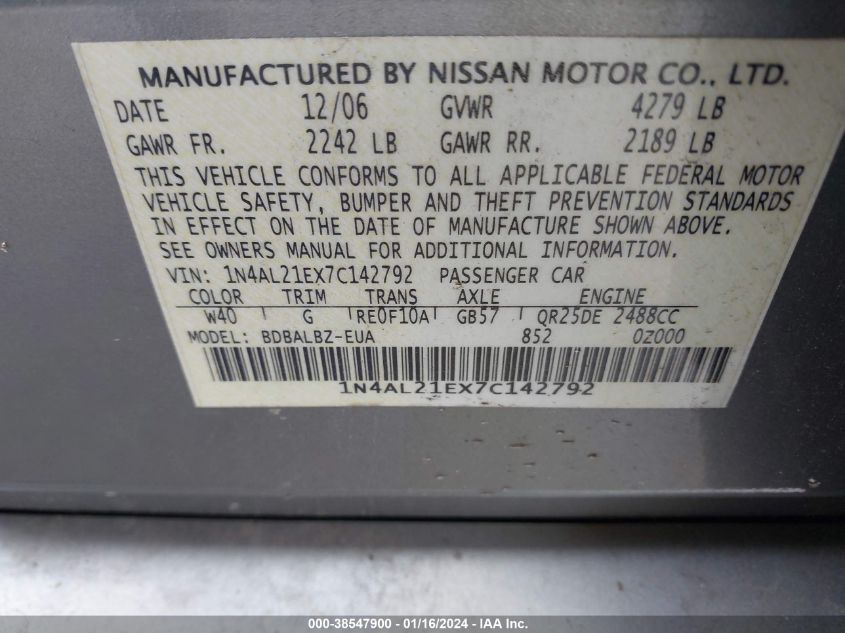 MANUFACTURED BY NISSAN MOTOR CO., LTD.
DATE 12/06 GVWR 4279 LB
GAWR FR. 2242 LB GAWR RR. 2189 LB
THIS VEHICLE CONFORMS TO ALL APPLICABLE FEDERAL MOTOR
VEHICLE SAFETY, BUMPER AND THEFT PREVENTION STANDARDS
IN EFFECT ON THE DATE OF MANUFACTURE SHOWN ABOVE.
SEE OWNERS MANUAL FOR ADDITIONAL INFORMATION.
VIN: 1N4AL21EX7C142792 PASSENGER CAR
COLOR TRIM TRANS AXLE ENGINE
W40 G RE0F10A GB57 QR25DE 2488CC
MODEL: BDBALBZ-EUA 852 0Z000
1N4AL21EX7C142792
000-38547900 - 01/16/2024 - IAA Inc.